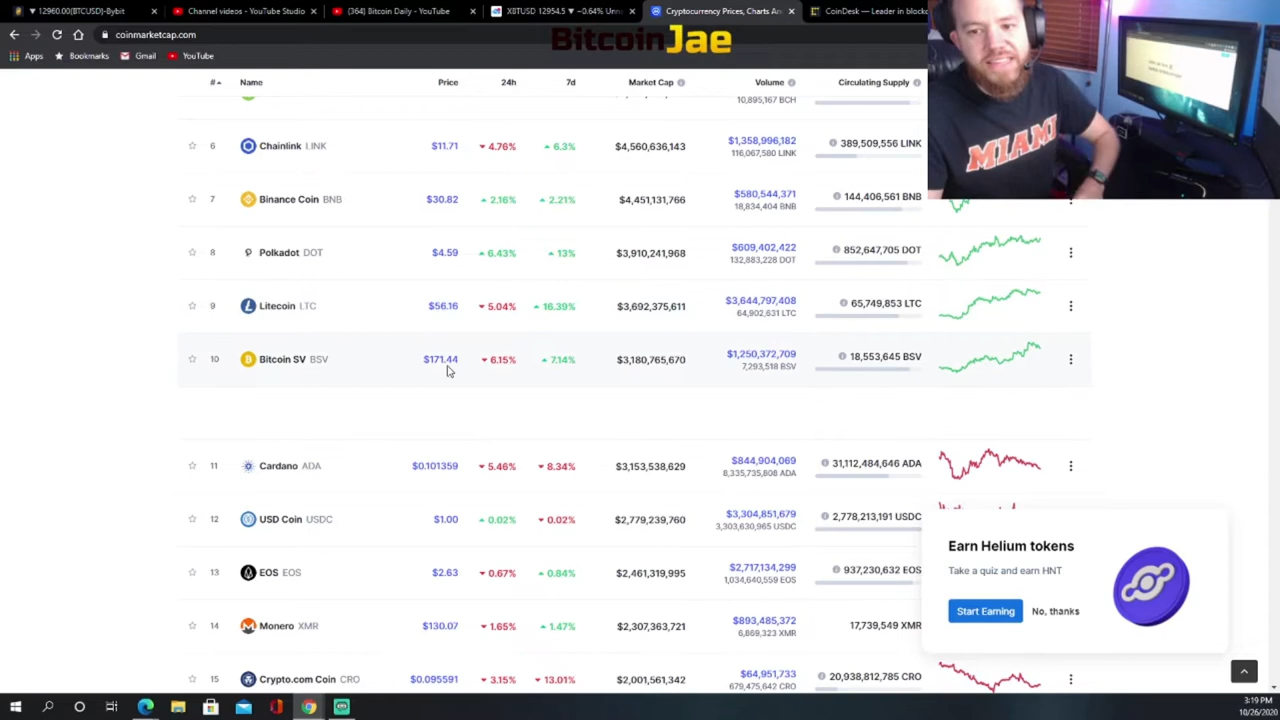 12960.00(BTCUSD)-Bybit
Channel videos - YouTube Studio
(364) Bitcoin Daily - YouTube
XBTUSD 12954.5 ▼ -0.64% Unre
Cryptocurrency Prices, Charts An
CoinDesk — Leader in blockc
coinmarketcap.com
BitcoinJae
Apps
Bookmarks
Gmail
YouTube
# Name Price 24h 7d Market Cap Volume Circulating Supply
10,895,167 BCH
6 Chainlink LINK $11.71 4.76% 6.3% $4,560,636,143 $1,358,996,182 389,509,556 LINK
116,067,580 LINK
7 Binance Coin BNB $30.82 2.16% 2.21% $4,451,131,766 $580,544,371 144,406,561 BNB
18,834,404 BNB
8 Polkadot DOT $4.59 6.43% 13% $3,910,241,968 $609,402,422 852,647,705 DOT
132,883,228 DOT
9 Litecoin LTC $56.16 5.04% 16.39% $3,692,375,611 $3,644,797,408 65,749,853 LTC
64,902,631 LTC
10 Bitcoin SV BSV $171.44 6.15% 7.14% $3,180,765,670 $1,250,372,709 18,553,645 BSV
7,293,518 BSV
11 Cardano ADA $0.101359 5.46% 8.34% $3,153,538,629 $844,904,069 31,112,484,646 ADA
8,335,735,808 ADA
12 USD Coin USDC $1.00 0.02% 0.02% $2,779,239,760 $3,304,851,679 2,778,213,191 USDC
3,303,630,965 USDC
13 EOS EOS $2.63 0.67% 0.84% $2,461,319,995 $2,717,134,299 937,230,632 EOS
1,034,640,559 EOS
14 Monero XMR $130.07 1.65% 1.47% $2,307,363,721 $893,485,372 17,739,549 XMR
6,869,323 XMR
15 Crypto.com Coin CRO $0.095591 3.15% 13.01% $2,001,561,342 $64,951,733 20,938,812,785 CRO
679,475,642 CRO
MIAMI
Earn Helium tokens
Take a quiz and earn HNT
Start Earning
No, thanks
3:19 PM
10/26/2020